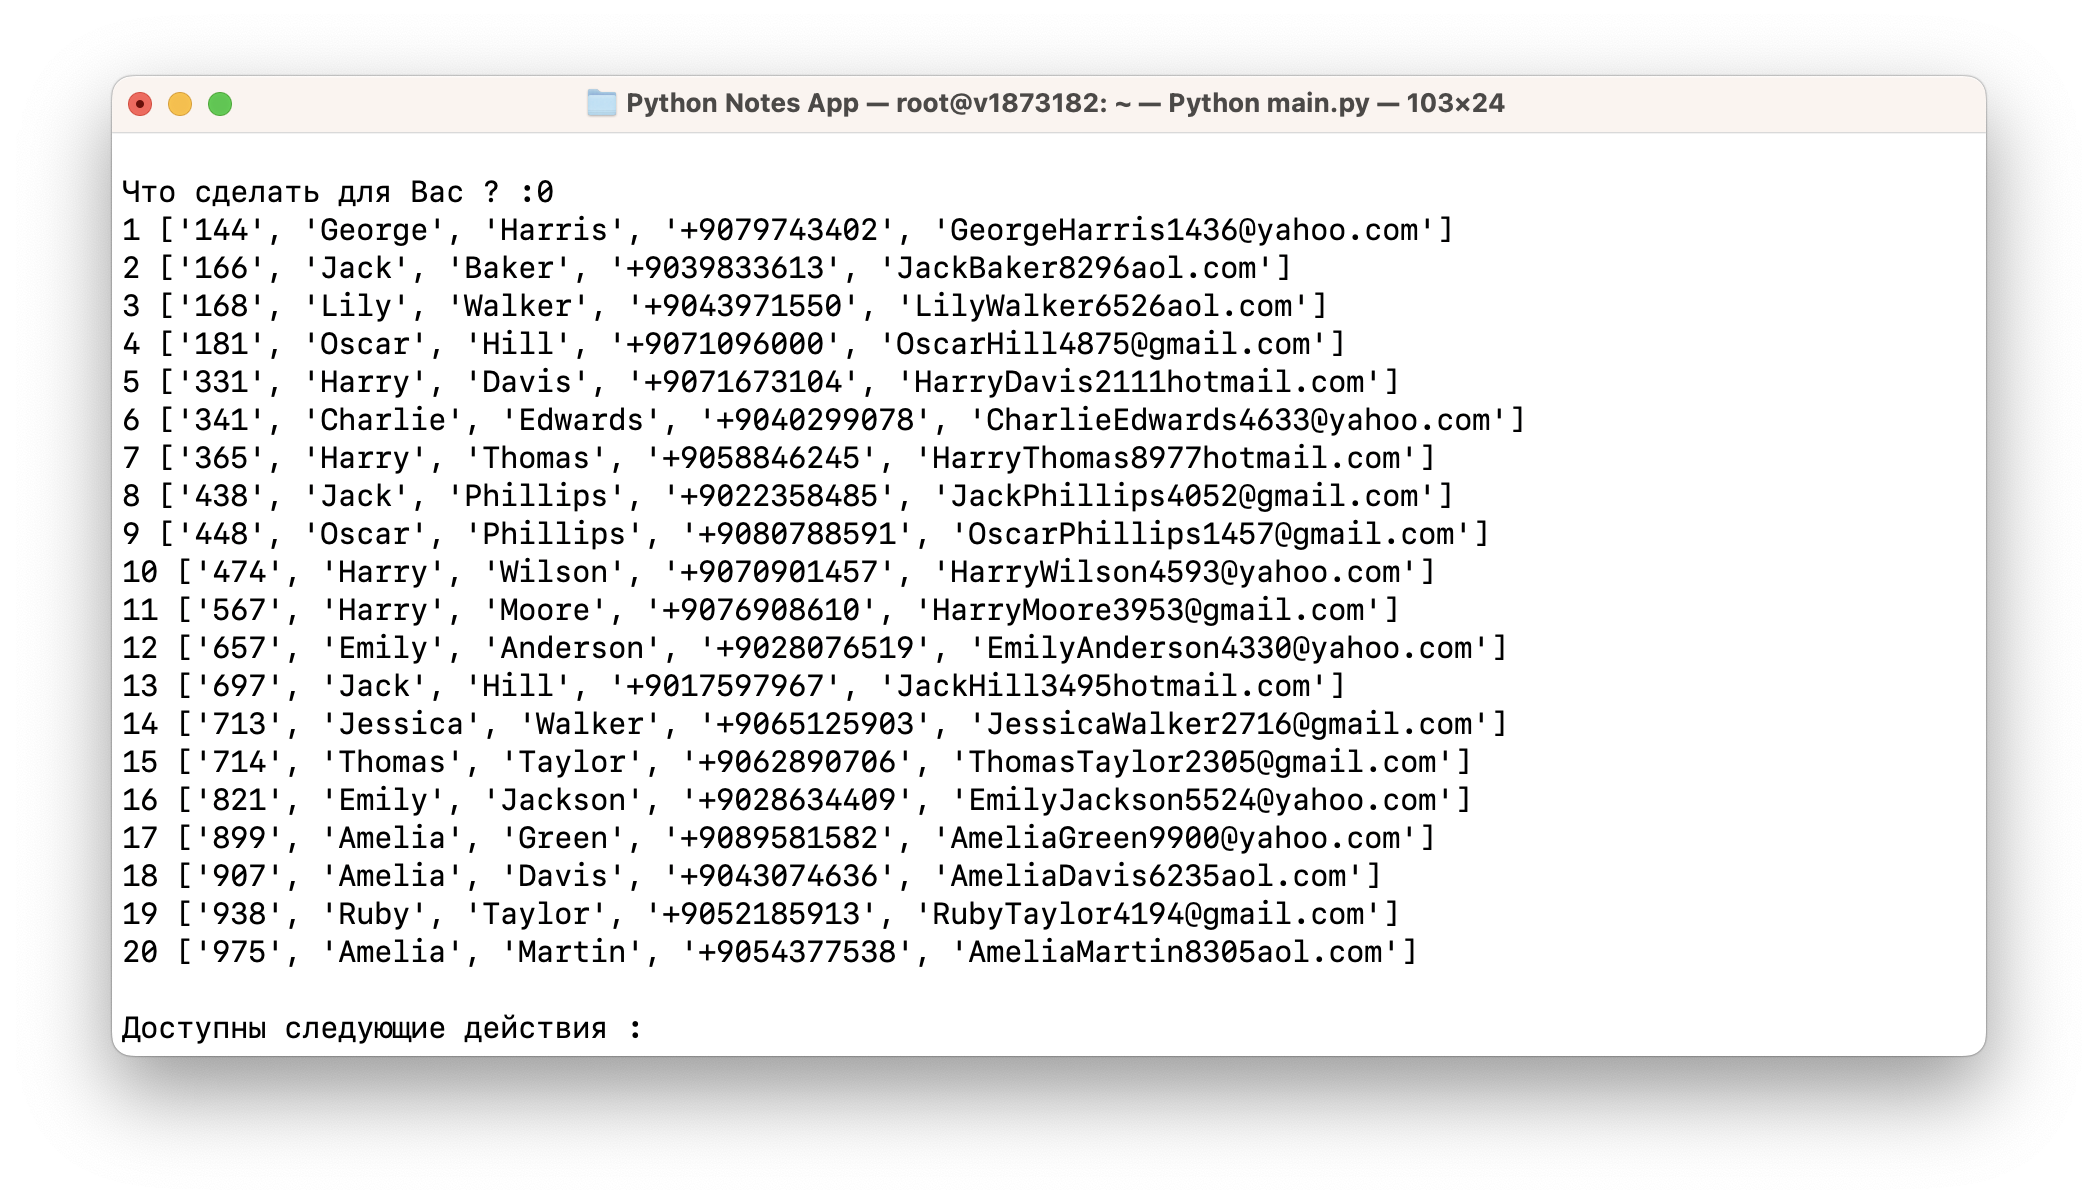 Python Notes App — root@v1873182: ~ — Python main.py — 103×24
Что сделать для Вас ? :0
1 ['144', 'George', 'Harris', '+9079743402', 'GeorgeHarris1436@yahoo.com']
2 ['166', 'Jack', 'Baker', '+9039833613', 'JackBaker8296aol.com']
3 ['168', 'Lily', 'Walker', '+9043971550', 'LilyWalker6526aol.com']
4 ['181', 'Oscar', 'Hill', '+9071096000', 'OscarHill4875@gmail.com']
5 ['331', 'Harry', 'Davis', '+9071673104', 'HarryDavis2111hotmail.com']
6 ['341', 'Charlie', 'Edwards', '+9040299078', 'CharlieEdwards4633@yahoo.com']
7 ['365', 'Harry', 'Thomas', '+9058846245', 'HarryThomas8977hotmail.com']
8 ['438', 'Jack', 'Phillips', '+9022358485', 'JackPhillips4052@gmail.com']
9 ['448', 'Oscar', 'Phillips', '+9080788591', 'OscarPhillips1457@gmail.com']
10 ['474', 'Harry', 'Wilson', '+9070901457', 'HarryWilson4593@yahoo.com']
11 ['567', 'Harry', 'Moore', '+9076908610', 'HarryMoore3953@gmail.com']
12 ['657', 'Emily', 'Anderson', '+9028076519', 'EmilyAnderson4330@yahoo.com']
13 ['697', 'Jack', 'Hill', '+9017597967', 'JackHill3495hotmail.com']
14 ['713', 'Jessica', 'Walker', '+9065125903', 'JessicaWalker2716@gmail.com']
15 ['714', 'Thomas', 'Taylor', '+9062890706', 'ThomasTaylor2305@gmail.com']
16 ['821', 'Emily', 'Jackson', '+9028634409', 'EmilyJackson5524@yahoo.com']
17 ['899', 'Amelia', 'Green', '+9089581582', 'AmeliaGreen9900@yahoo.com']
18 ['907', 'Amelia', 'Davis', '+9043074636', 'AmeliaDavis6235aol.com']
19 ['938', 'Ruby', 'Taylor', '+9052185913', 'RubyTaylor4194@gmail.com']
20 ['975', 'Amelia', 'Martin', '+9054377538', 'AmeliaMartin8305aol.com']
Доступны следующие действия :